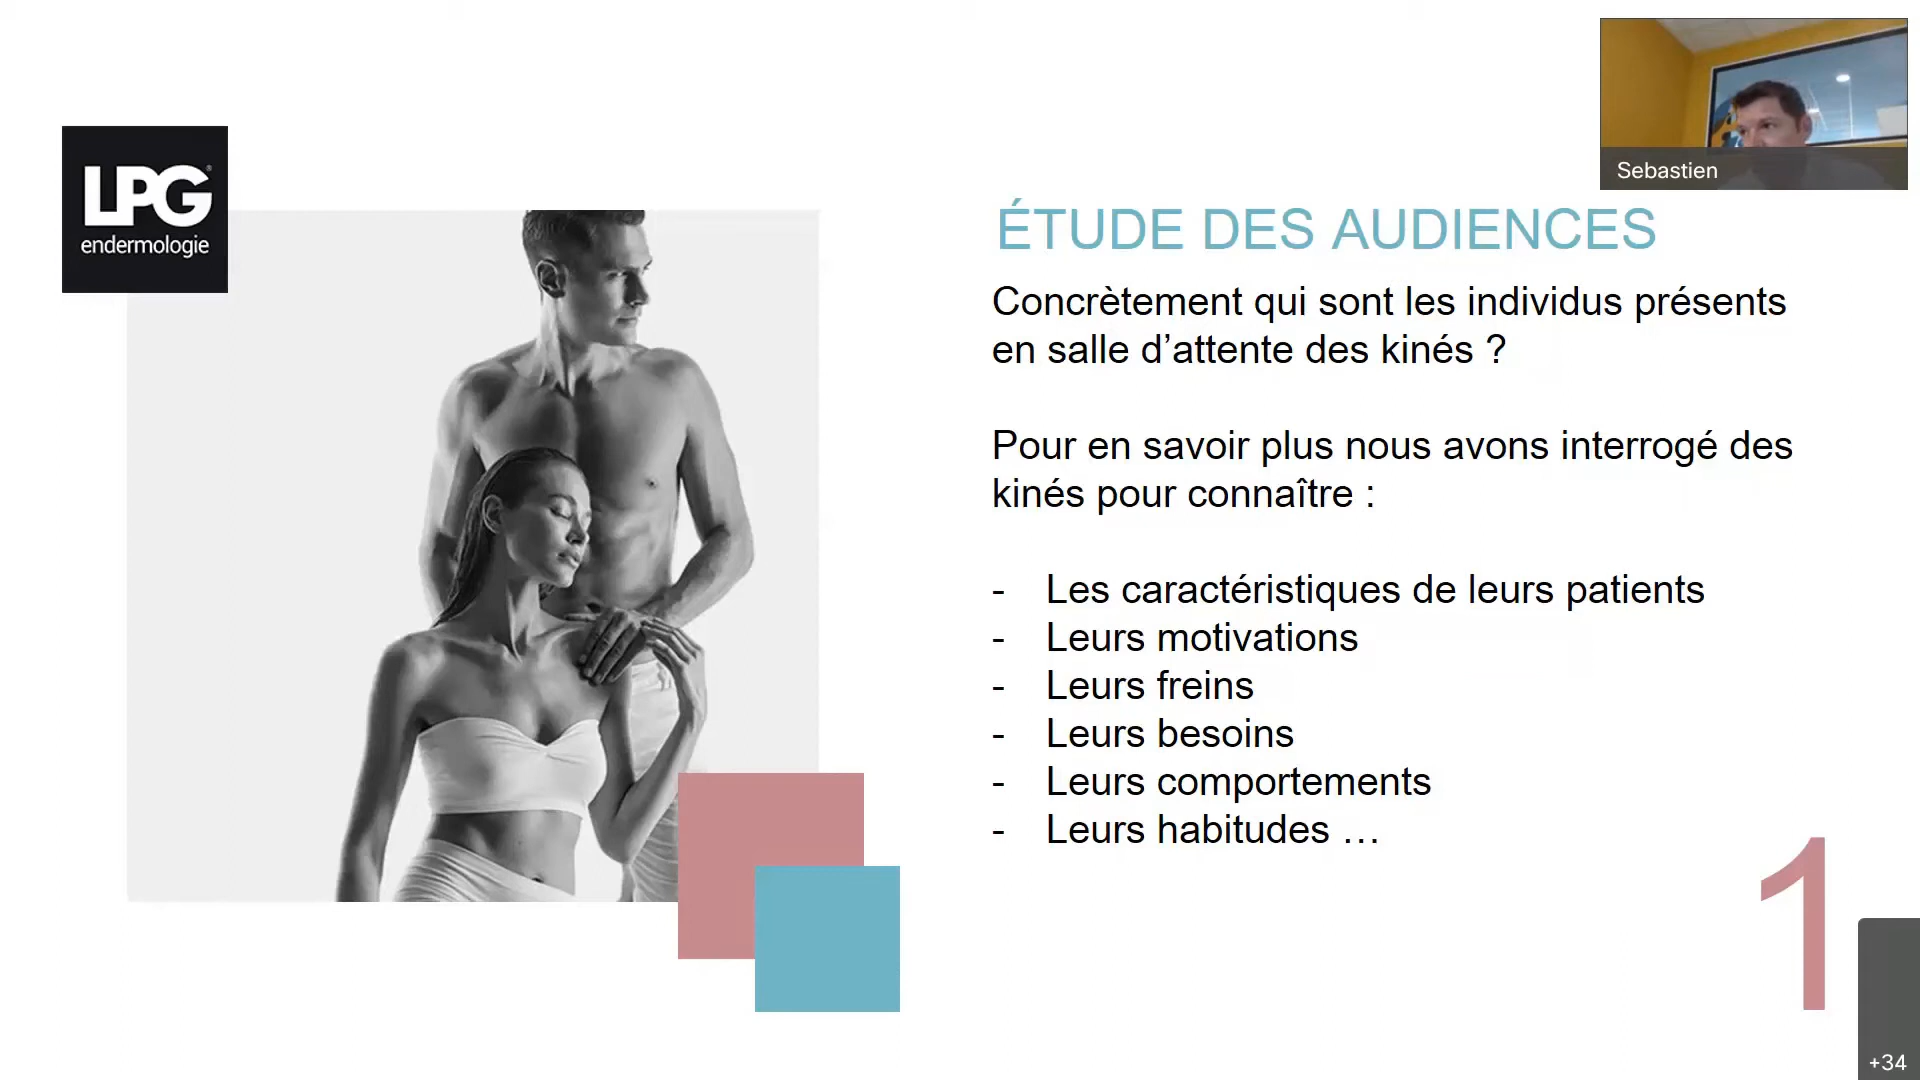 LPG®
endermologie
Sebastien
ÉTUDE DES AUDIENCES
Concrètement qui sont les individus présents
en salle d’attente des kinés ?
Pour en savoir plus nous avons interrogé des
kinés pour connaître :
- Les caractéristiques de leurs patients
- Leurs motivations
- Leurs freins
- Leurs besoins
- Leurs comportements
- Leurs habitudes …
1
+34